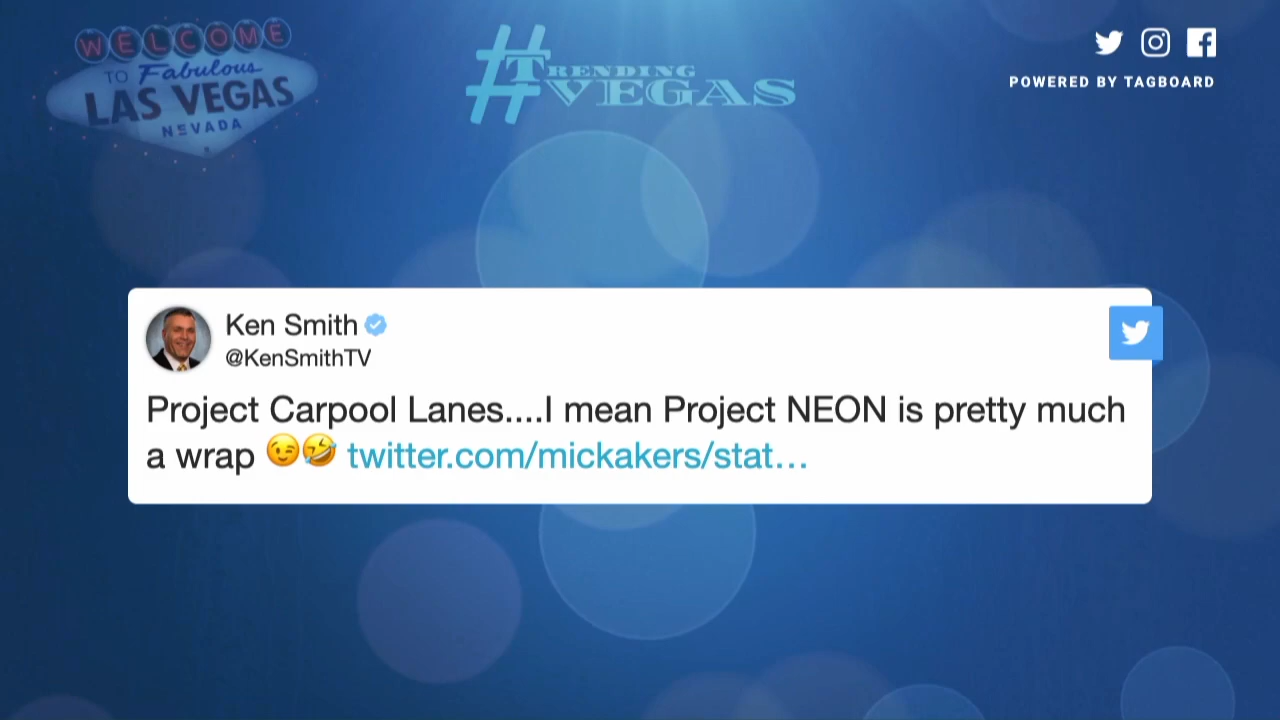 WELCOME
TO Fabulous
LAS VEGAS
NEVADA
#TRENDING
VEGAS
POWERED BY TAGBOARD
Ken Smith
@KenSmithTV
Project Carpool Lanes....I mean Project NEON is pretty much
a wrap 😉🤣 twitter.com/mickakers/stat…